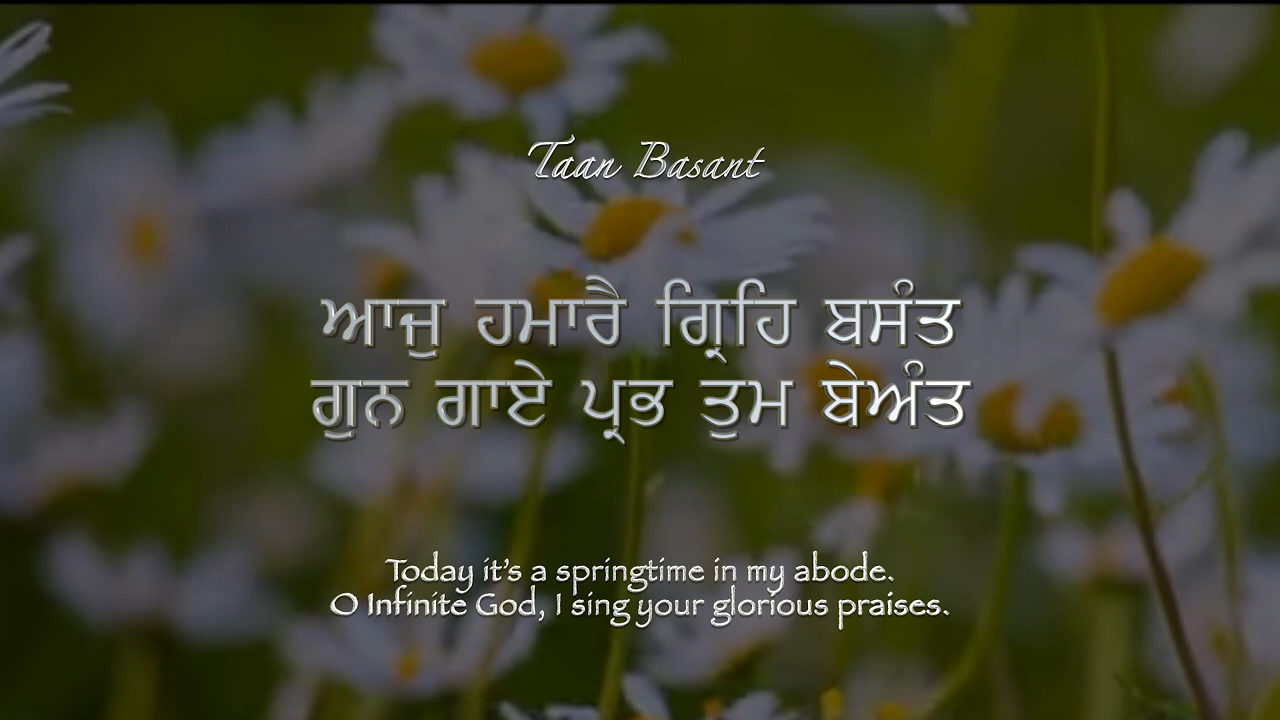 Taan Basant
ਆਜੁ ਹਮਾਰੈ ਗ੍ਰਿਹਿ ਬਸੰਤ
ਗੁਨ ਗਾਏ ਪ੍ਰਭ ਤੁਮ ਬੇਅੰਤ
Today it's a springtime in my abode.
O Infinite God, I sing your glorious praises.